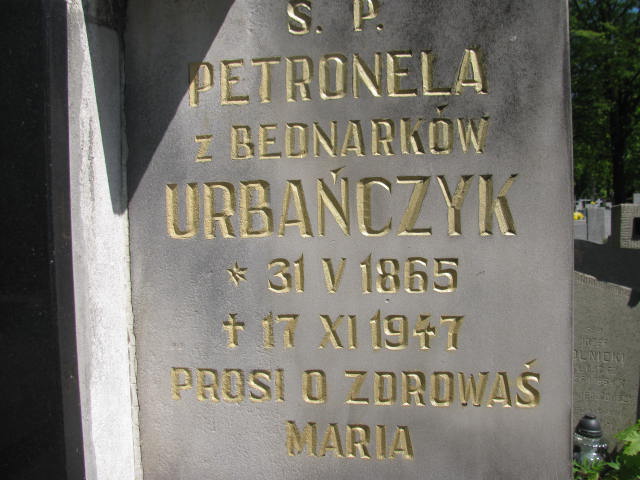 Ś. P.
PETRONELA
z BEDNARKÓW
URBAŃCZYK
* 31 V 1865
† 17 XI 1947
PROSI O ZDROWAŚ
MARIA